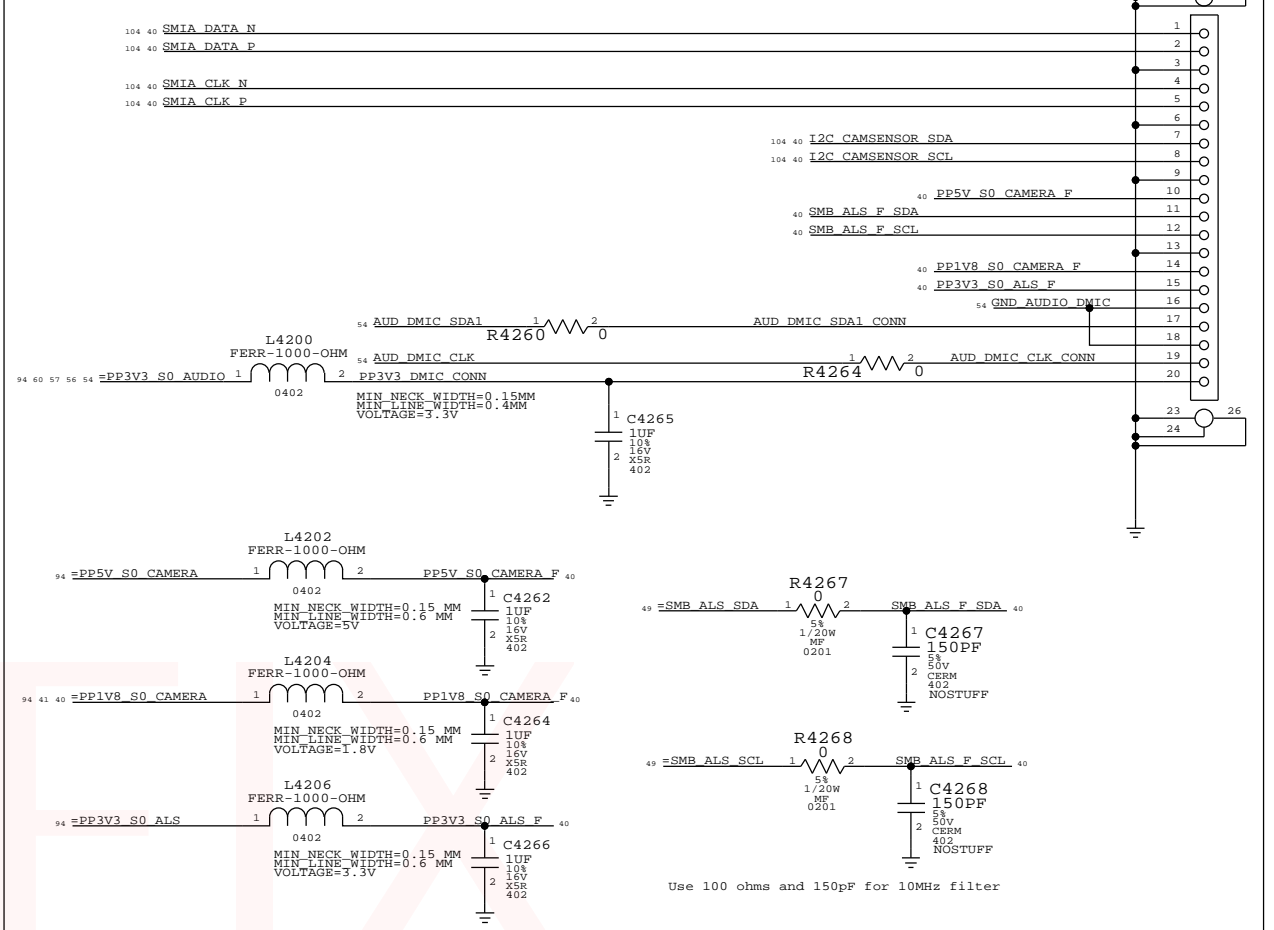 104 40 SMIA_DATA_N 1
104 40 SMIA_DATA_P 2
3
104 40 SMIA_CLK_N 4
104 40 SMIA_CLK_P 5
6
104 40 I2C_CAMSENSOR_SDA 7
104 40 I2C_CAMSENSOR_SCL 8
9
40 PP5V_S0_CAMERA_F 10
40 SMB_ALS_F_SDA 11
40 SMB_ALS_F_SCL 12
13
40 PP1V8_S0_CAMERA_F 14
40 PP3V3_S0_ALS_F 15
54 GND_AUDIO_DMIC 16
54 AUD_DMIC_SDA1 1 2 AUD_DMIC_SDA1_CONN 17
R4260 0
18
L4200
FERR-1000-OHM
54 AUD_DMIC_CLK 1 2 AUD_DMIC_CLK_CONN 19
R4264 0
94 60 57 56 54 =PP3V3_S0_AUDIO 1 2 PP3V3_DMIC_CONN 20
0402
MIN_NECK_WIDTH=0.15MM
MIN_LINE_WIDTH=0.4MM
VOLTAGE=3.3V
23 26
24
1 C4265
1UF
10%
16V
2 X5R
402
L4202
FERR-1000-OHM
94 =PP5V_S0_CAMERA 1 2 PP5V_S0_CAMERA_F 40
0402
MIN_NECK_WIDTH=0.15 MM
MIN_LINE_WIDTH=0.6 MM
VOLTAGE=5V
1 C4262
1UF
10%
16V
2 X5R
402
R4267
0
49 =SMB_ALS_SDA 1 2 SMB_ALS_F_SDA 40
5%
1/20W
MF
0201
1 C4267
150PF
5%
50V
2 CERM
402
NOSTUFF
L4204
FERR-1000-OHM
94 41 40 =PP1V8_S0_CAMERA 1 2 PP1V8_S0_CAMERA_F 40
0402
MIN_NECK_WIDTH=0.15 MM
MIN_LINE_WIDTH=0.6 MM
VOLTAGE=1.8V
1 C4264
1UF
10%
16V
2 X5R
402
R4268
0
49 =SMB_ALS_SCL 1 2 SMB_ALS_F_SCL 40
5%
1/20W
MF
0201
1 C4268
150PF
5%
50V
2 CERM
402
NOSTUFF
L4206
FERR-1000-OHM
94 =PP3V3_S0_ALS 1 2 PP3V3_S0_ALS_F 40
0402
MIN_NECK_WIDTH=0.15 MM
MIN_LINE_WIDTH=0.6 MM
VOLTAGE=3.3V
1 C4266
1UF
10%
16V
2 X5R
402
Use 100 ohms and 150pF for 10MHz filter
FIX